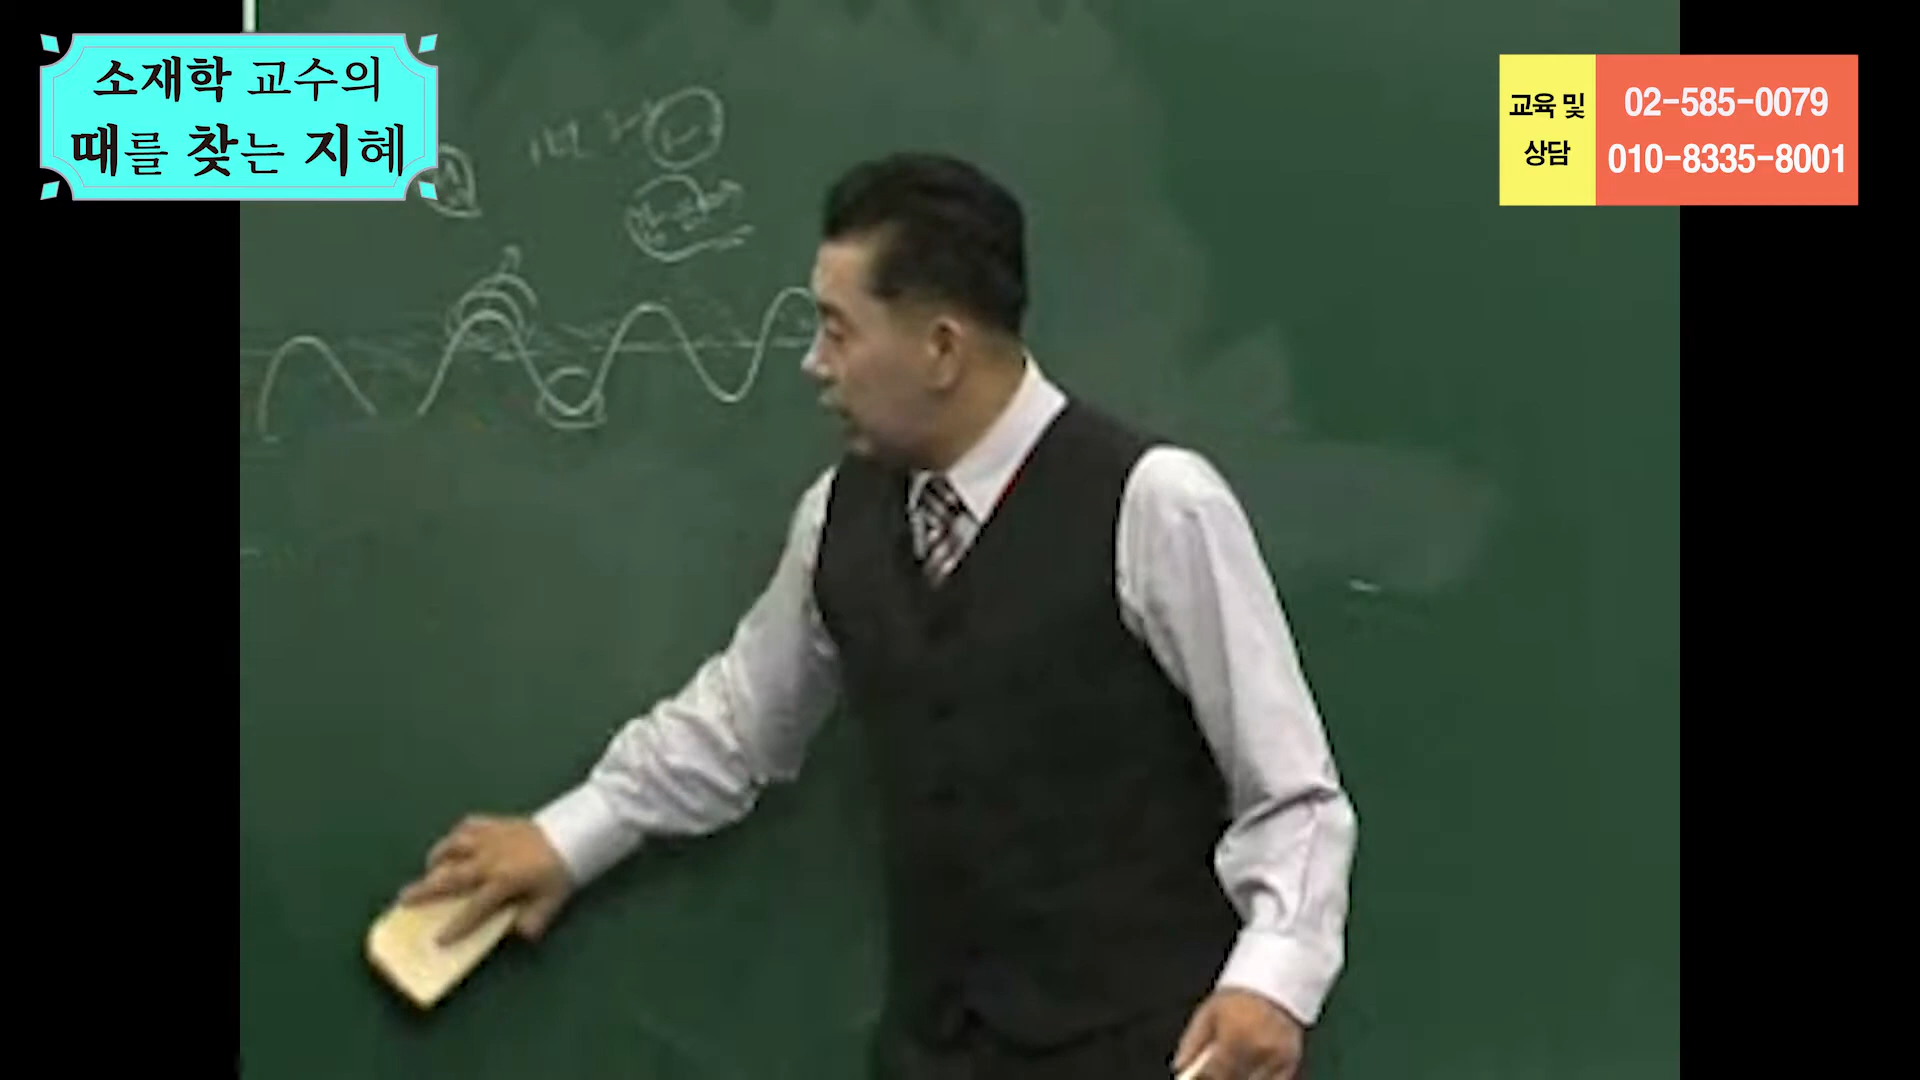 소재학 교수의
때를 찾는 지혜
교육 및
상담
02-585-0079
010-8335-8001